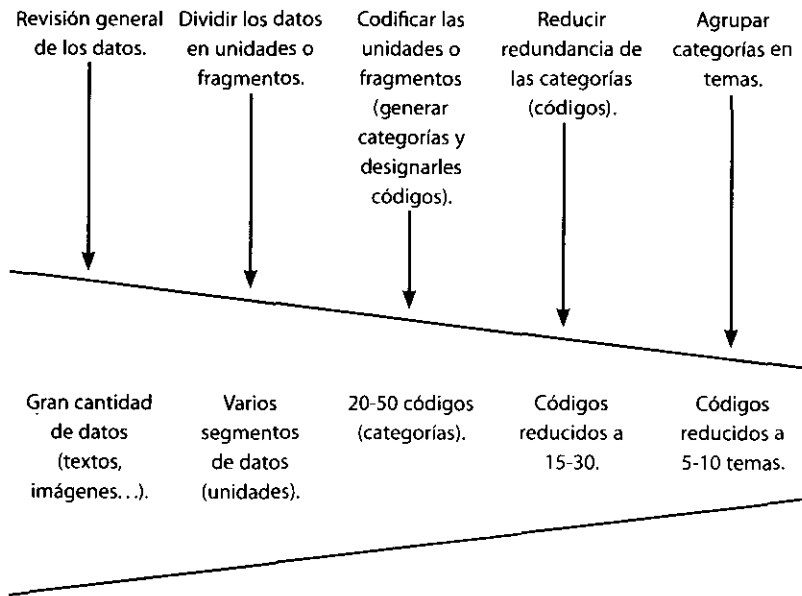 Revisión general
de los datos.
Dividir los datos
en unidades o
fragmentos.
Codificar las
unidades o
fragmentos
(generar
categorías y
designarles
códigos).
Reducir
redundancia de
las categorías
(códigos).
Agrupar
categorías en
temas.
Gran cantidad
de datos
(textos,
imágenes...).
Varios
segmentos
de datos
(unidades).
20-50 códigos
(categorías).
Códigos
reducidos a
15-30.
Códigos
reducidos a
5-10 temas.